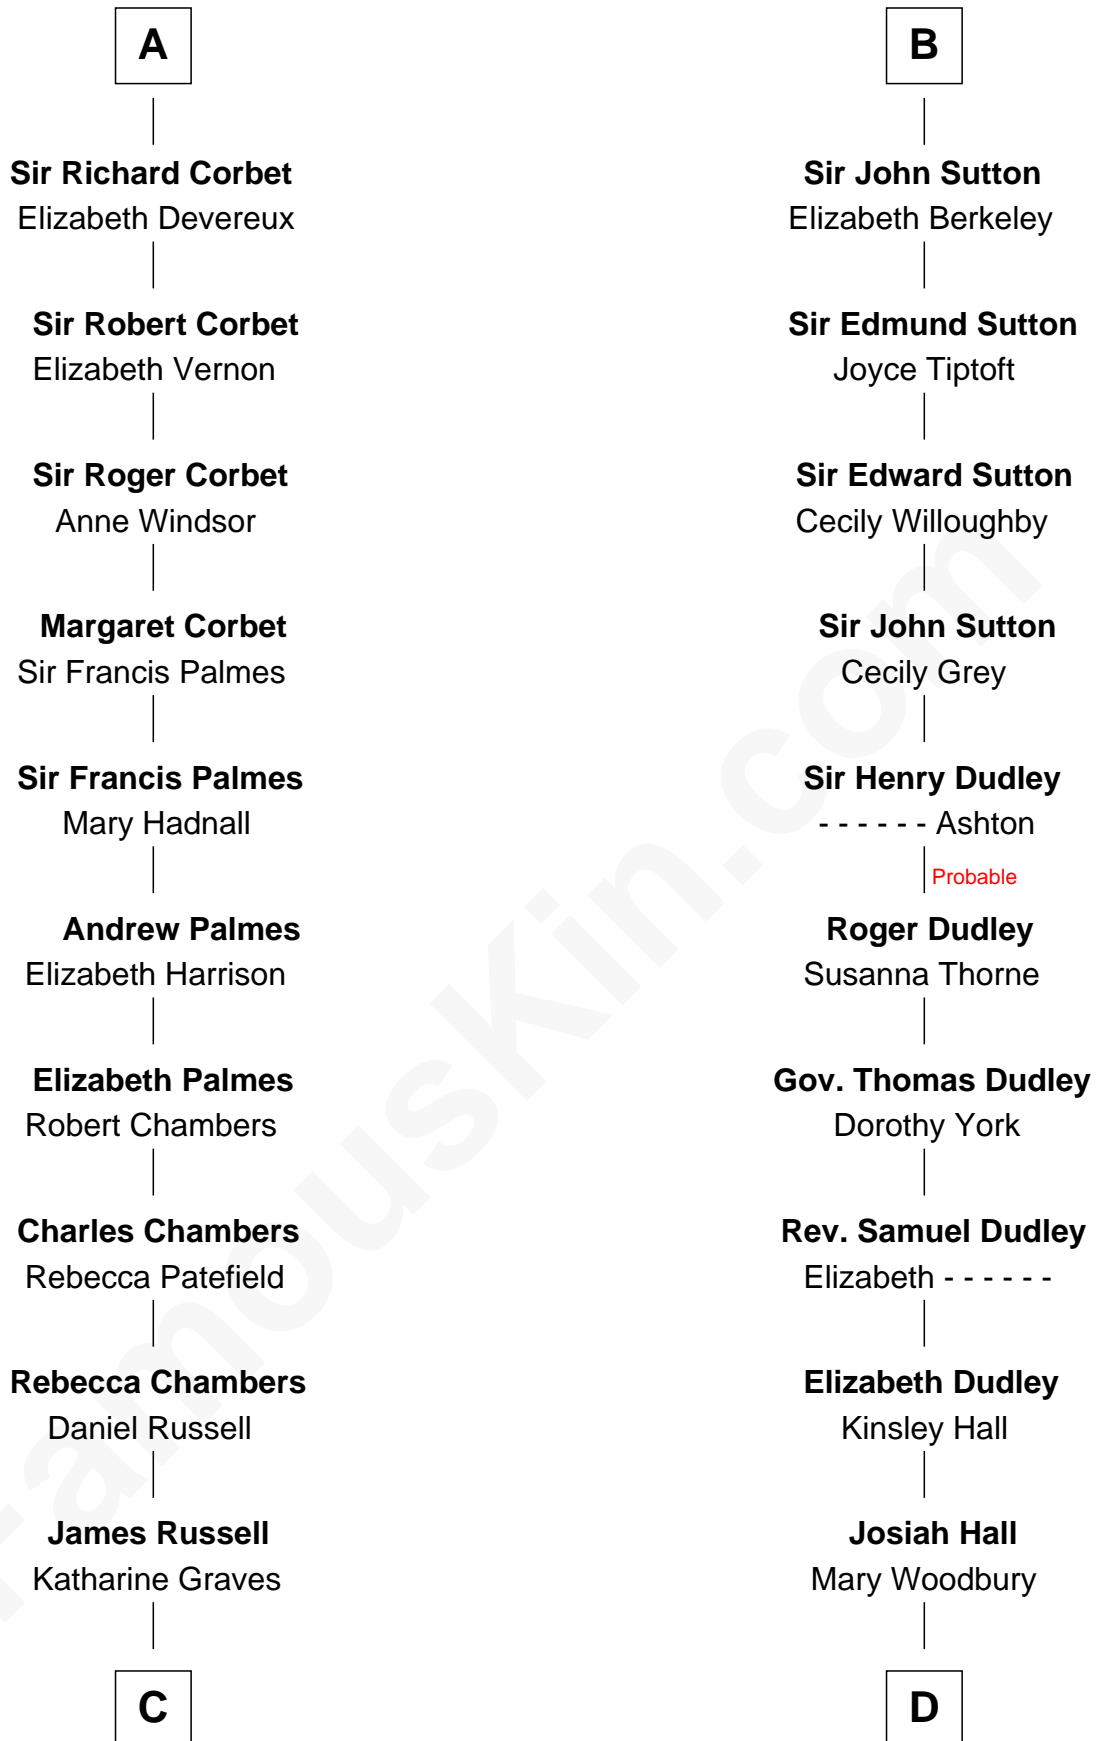 A
Sir Richard Corbet
Elizabeth Devereux
Sir Robert Corbet
Elizabeth Vernon
Sir Roger Corbet
Anne Windsor
Margaret Corbet
Sir Francis Palmes
Sir Francis Palmes
Mary Hadnall
Andrew Palmes
Elizabeth Harrison
Elizabeth Palmes
Robert Chambers
Charles Chambers
Rebecca Patefield
Rebecca Chambers
Daniel Russell
James Russell
Katharine Graves
C
B
Sir John Sutton
Elizabeth Berkeley
Sir Edmund Sutton
Joyce Tiptoft
Sir Edward Sutton
Cecily Willoughby
Sir John Sutton
Cecily Grey
Sir Henry Dudley
- - - - - - Ashton
Probable
Roger Dudley
Susanna Thorne
Gov. Thomas Dudley
Dorothy York
Rev. Samuel Dudley
Elizabeth - - - - - -
Elizabeth Dudley
Kinsley Hall
Josiah Hall
Mary Woodbury
D
FamousKin.com